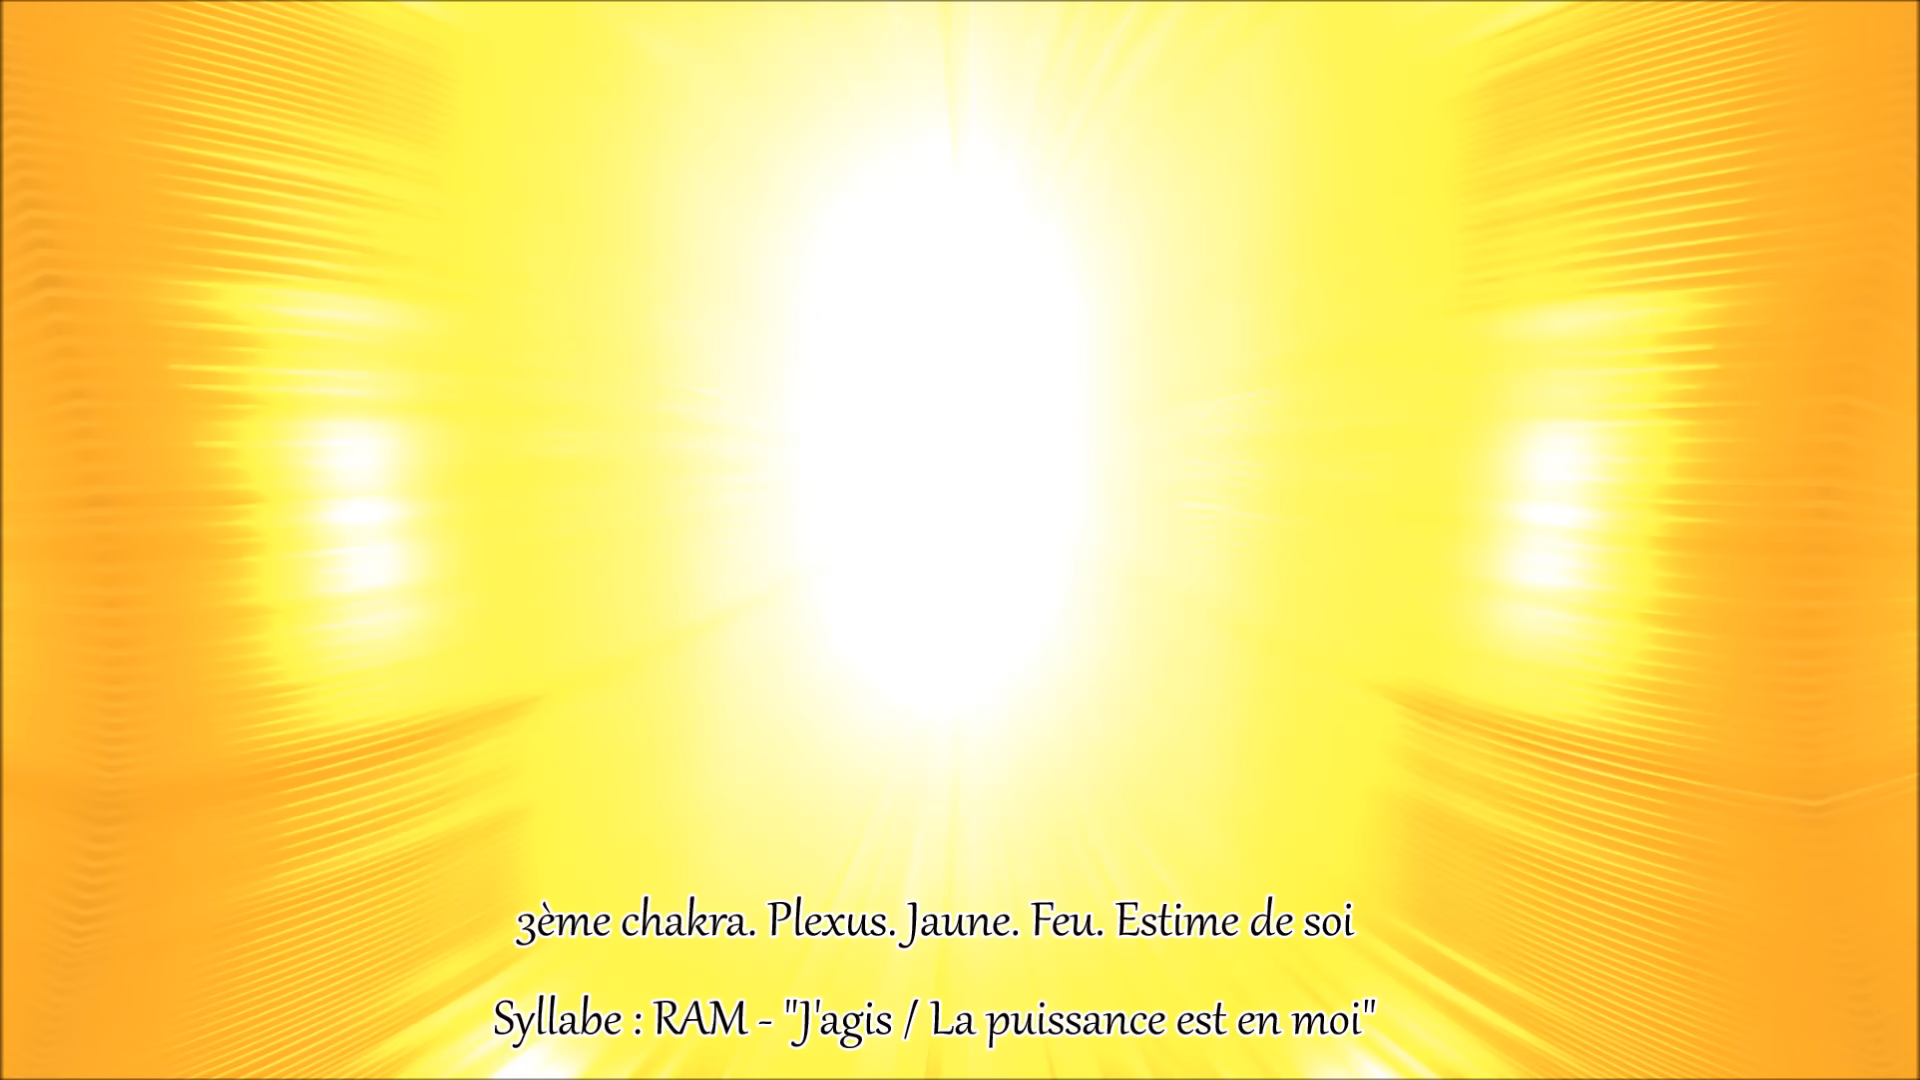 3ème chakra. Plexus. Jaune. Feu. Estime de soi
Syllabe : RAM - "J'agis / La puissance est en moi"